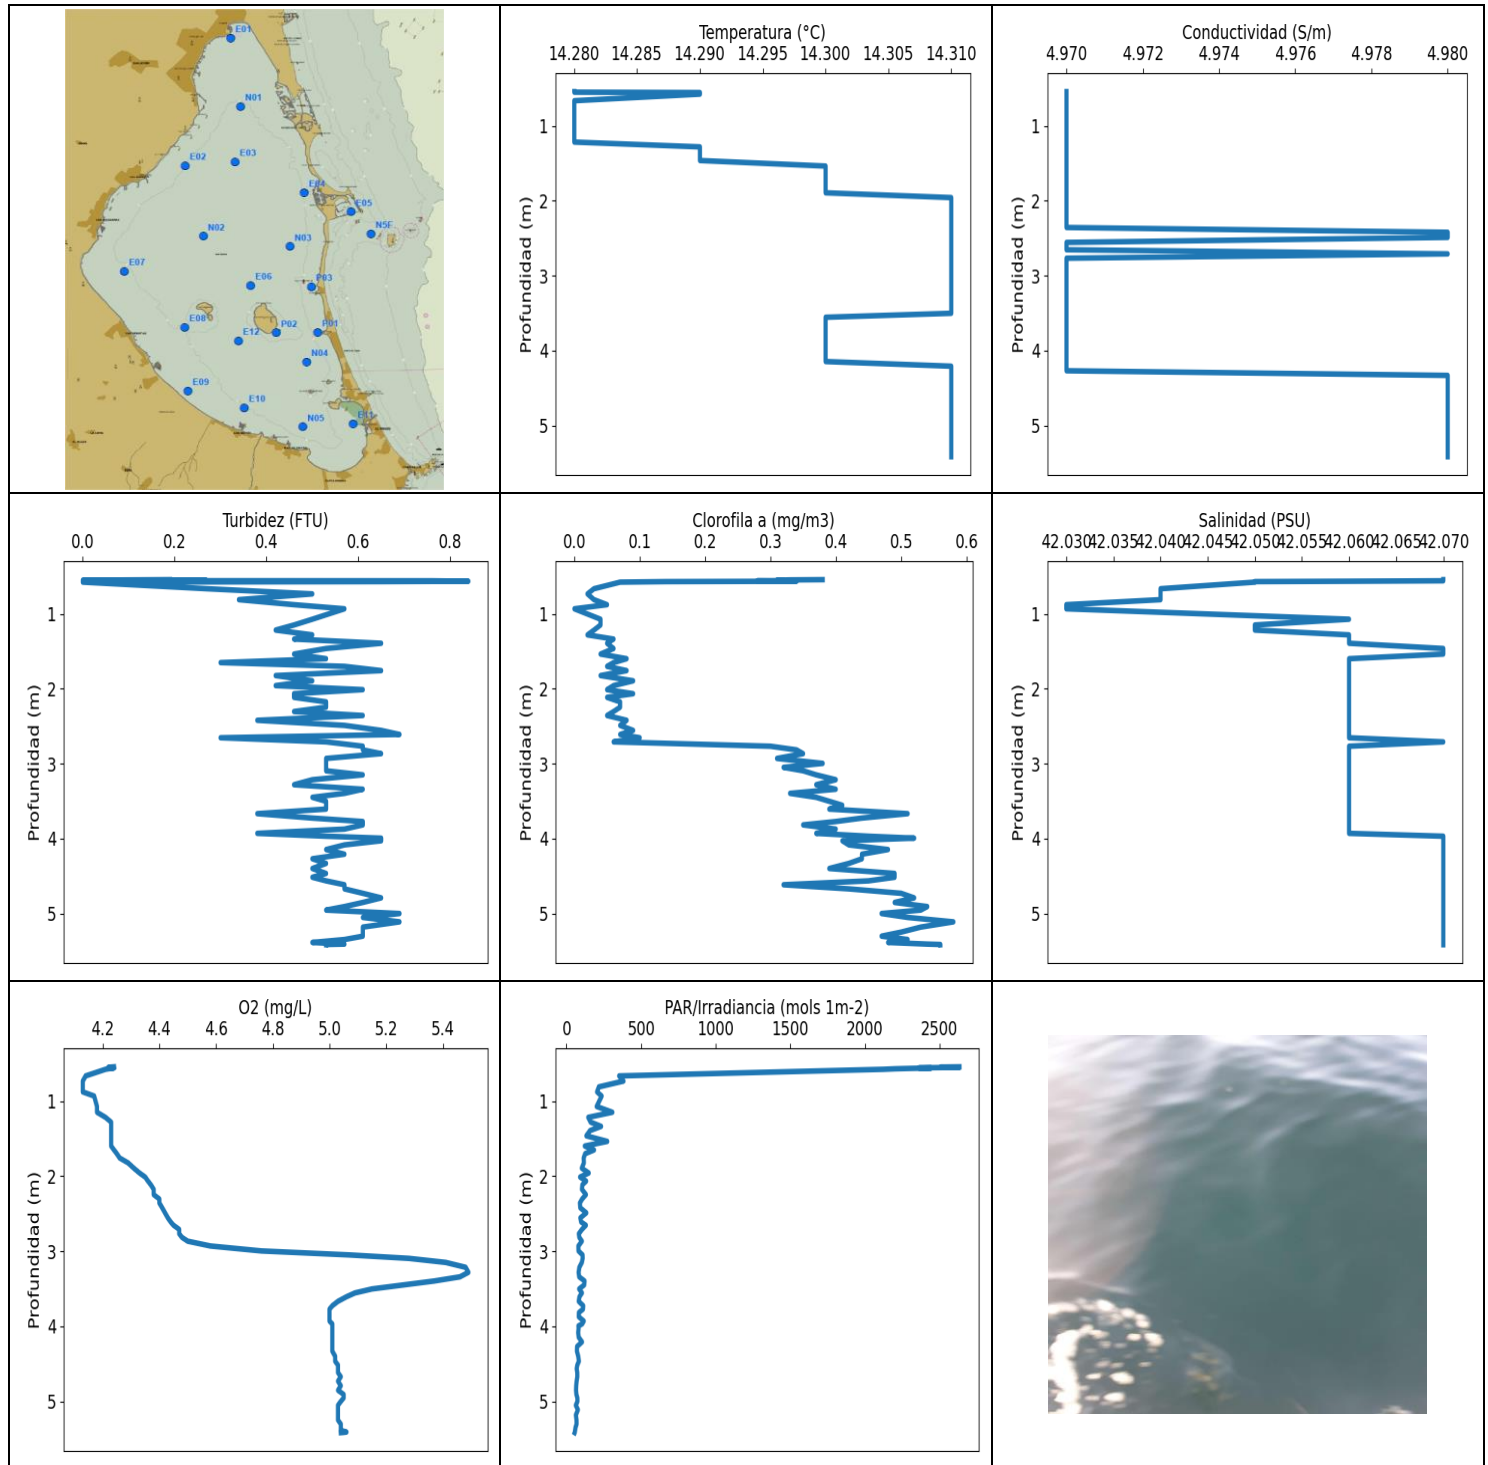 E01
N01
E02
E03
E04
E05
N5F
N02
N03
E07
E06
P03
E08
E12
P02
P01
N04
E09
E10
N05
E11
Temperatura (°C)
14.280 14.285 14.290 14.295 14.300 14.305 14.310
Profundidad (m)
1
2
3
4
5
Conductividad (S/m)
4.970 4.972 4.974 4.976 4.978 4.980
Profundidad (m)
1
2
3
4
5
Turbidez (FTU)
0.0 0.2 0.4 0.6 0.8
Profundidad (m)
1
2
3
4
5
Clorofila a (mg/m3)
0.0 0.1 0.2 0.3 0.4 0.5 0.6
Profundidad (m)
1
2
3
4
5
Salinidad (PSU)
42.030 42.035 42.040 42.045 42.050 42.055 42.060 42.065 42.070
Profundidad (m)
1
2
3
4
5
O2 (mg/L)
4.2 4.4 4.6 4.8 5.0 5.2 5.4
Profundidad (m)
1
2
3
4
5
PAR/Irradiancia (mols 1m-2)
0 500 1000 1500 2000 2500
Profundidad (m)
1
2
3
4
5